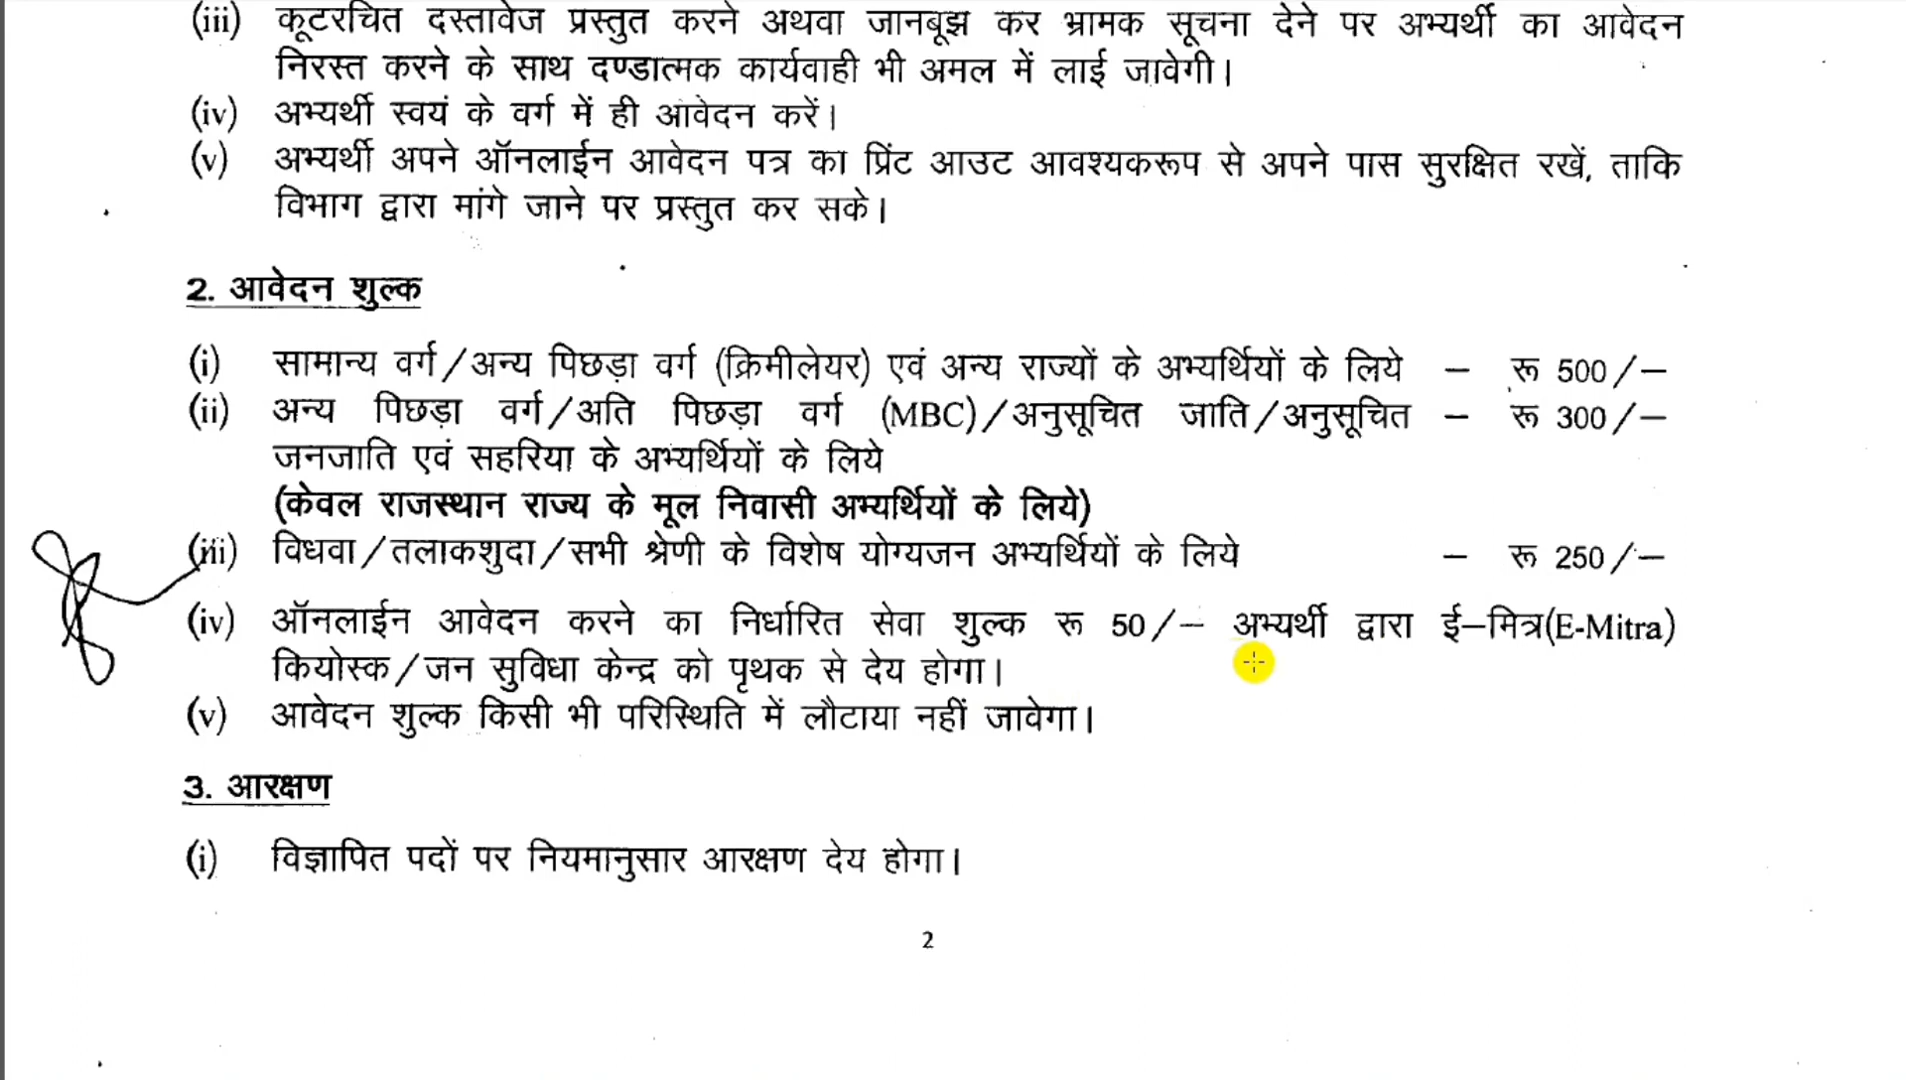 (iii) कूटरचित दस्तावेज प्रस्तुत करने अथवा जानबूझ कर भ्रामक सूचना देने पर अभ्यर्थी का आवेदन
निरस्त करने के साथ दण्डात्मक कार्यवाही भी अमल में लाई जावेगी।
(iv) अभ्यर्थी स्वयं के वर्ग में ही आवेदन करें।
(v) अभ्यर्थी अपने ऑनलाईन आवेदन पत्र का प्रिंट आउट आवश्यकरूप से अपने पास सुरक्षित रखें, ताकि
विभाग द्वारा मांगे जाने पर प्रस्तुत कर सके।
2. आवेदन शुल्क
(i) सामान्य वर्ग/अन्य पिछड़ा वर्ग (क्रिमीलेयर) एवं अन्य राज्यों के अभ्यर्थियों के लिये – रू 500/–
(ii) अन्य पिछड़ा वर्ग/अति पिछड़ा वर्ग (MBC)/अनुसूचित जाति/अनुसूचित – रू 300/–
जनजाति एवं सहरिया के अभ्यर्थियों के लिये
(केवल राजस्थान राज्य के मूल निवासी अभ्यर्थियों के लिये)
(iii) विधवा/तलाकशुदा/सभी श्रेणी के विशेष योग्यजन अभ्यर्थियों के लिये – रू 250/–
(iv) ऑनलाईन आवेदन करने का निर्धारित सेवा शुल्क रू 50/– अभ्यर्थी द्वारा ई–मित्र(E-Mitra)
कियोस्क/जन सुविधा केन्द्र को पृथक से देय होगा।
(v) आवेदन शुल्क किसी भी परिस्थिति में लौटाया नहीं जावेगा।
3. आरक्षण
(i) विज्ञापित पदों पर नियमानुसार आरक्षण देय होगा।
2